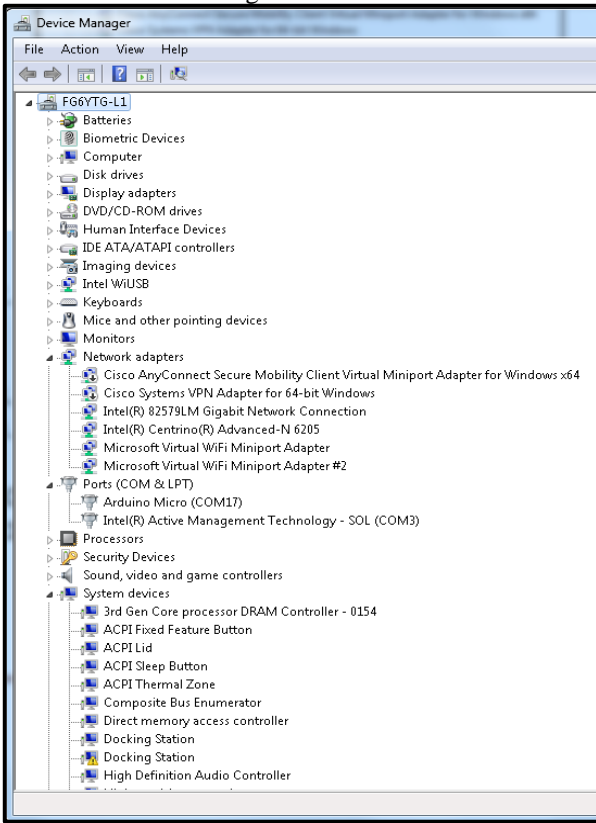 Device Manager
File Action View Help
FG6YTG-L1
Batteries
Biometric Devices
Computer
Disk drives
Display adapters
DVD/CD-ROM drives
Human Interface Devices
IDE ATA/ATAPI controllers
Imaging devices
Intel WiUSB
Keyboards
Mice and other pointing devices
Monitors
Network adapters
Cisco AnyConnect Secure Mobility Client Virtual Miniport Adapter for Windows x64
Cisco Systems VPN Adapter for 64-bit Windows
Intel(R) 82579LM Gigabit Network Connection
Intel(R) Centrino(R) Advanced-N 6205
Microsoft Virtual WiFi Miniport Adapter
Microsoft Virtual WiFi Miniport Adapter #2
Ports (COM & LPT)
Arduino Micro (COM17)
Intel(R) Active Management Technology - SOL (COM3)
Processors
Security Devices
Sound, video and game controllers
System devices
3rd Gen Core processor DRAM Controller - 0154
ACPI Fixed Feature Button
ACPI Lid
ACPI Sleep Button
ACPI Thermal Zone
Composite Bus Enumerator
Direct memory access controller
Docking Station
Docking Station
High Definition Audio Controller